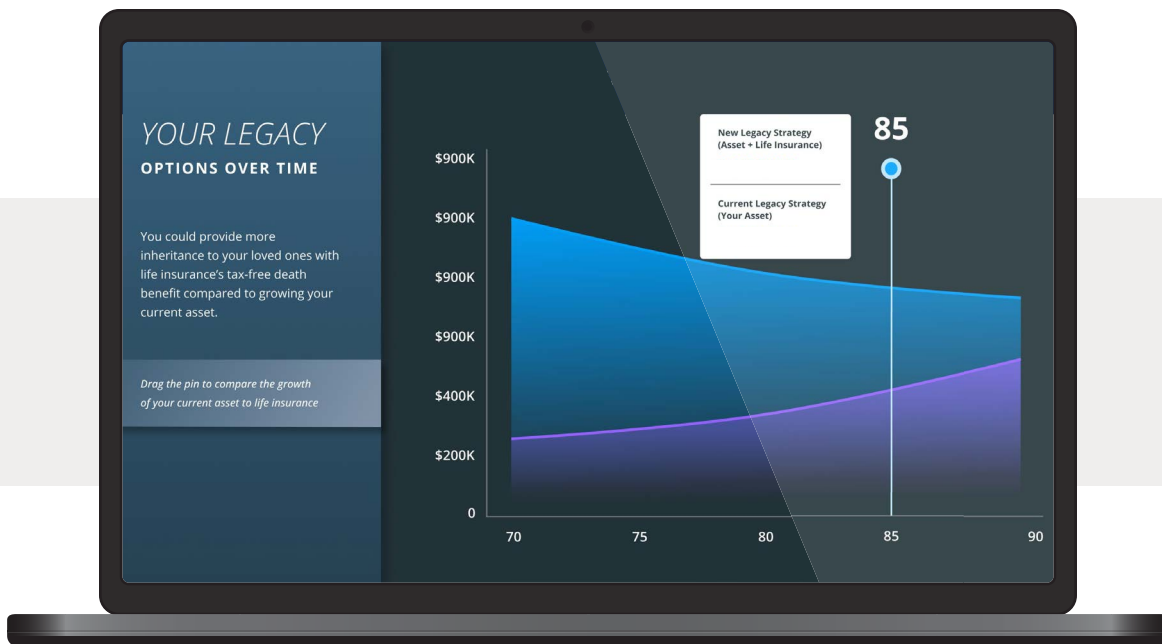 YOUR LEGACY
OPTIONS OVER TIME
You could provide more
inheritance to your loved ones with
life insurance's tax-free death
benefit compared to growing your
current asset.
Drag the pin to compare the growth
of your current asset to life insurance
New Legacy Strategy
(Asset + Life Insurance)
Current Legacy Strategy
(Your Asset)
85
$900K
$900K
$900K
$900K
$400K
$200K
0
70
75
80
85
90